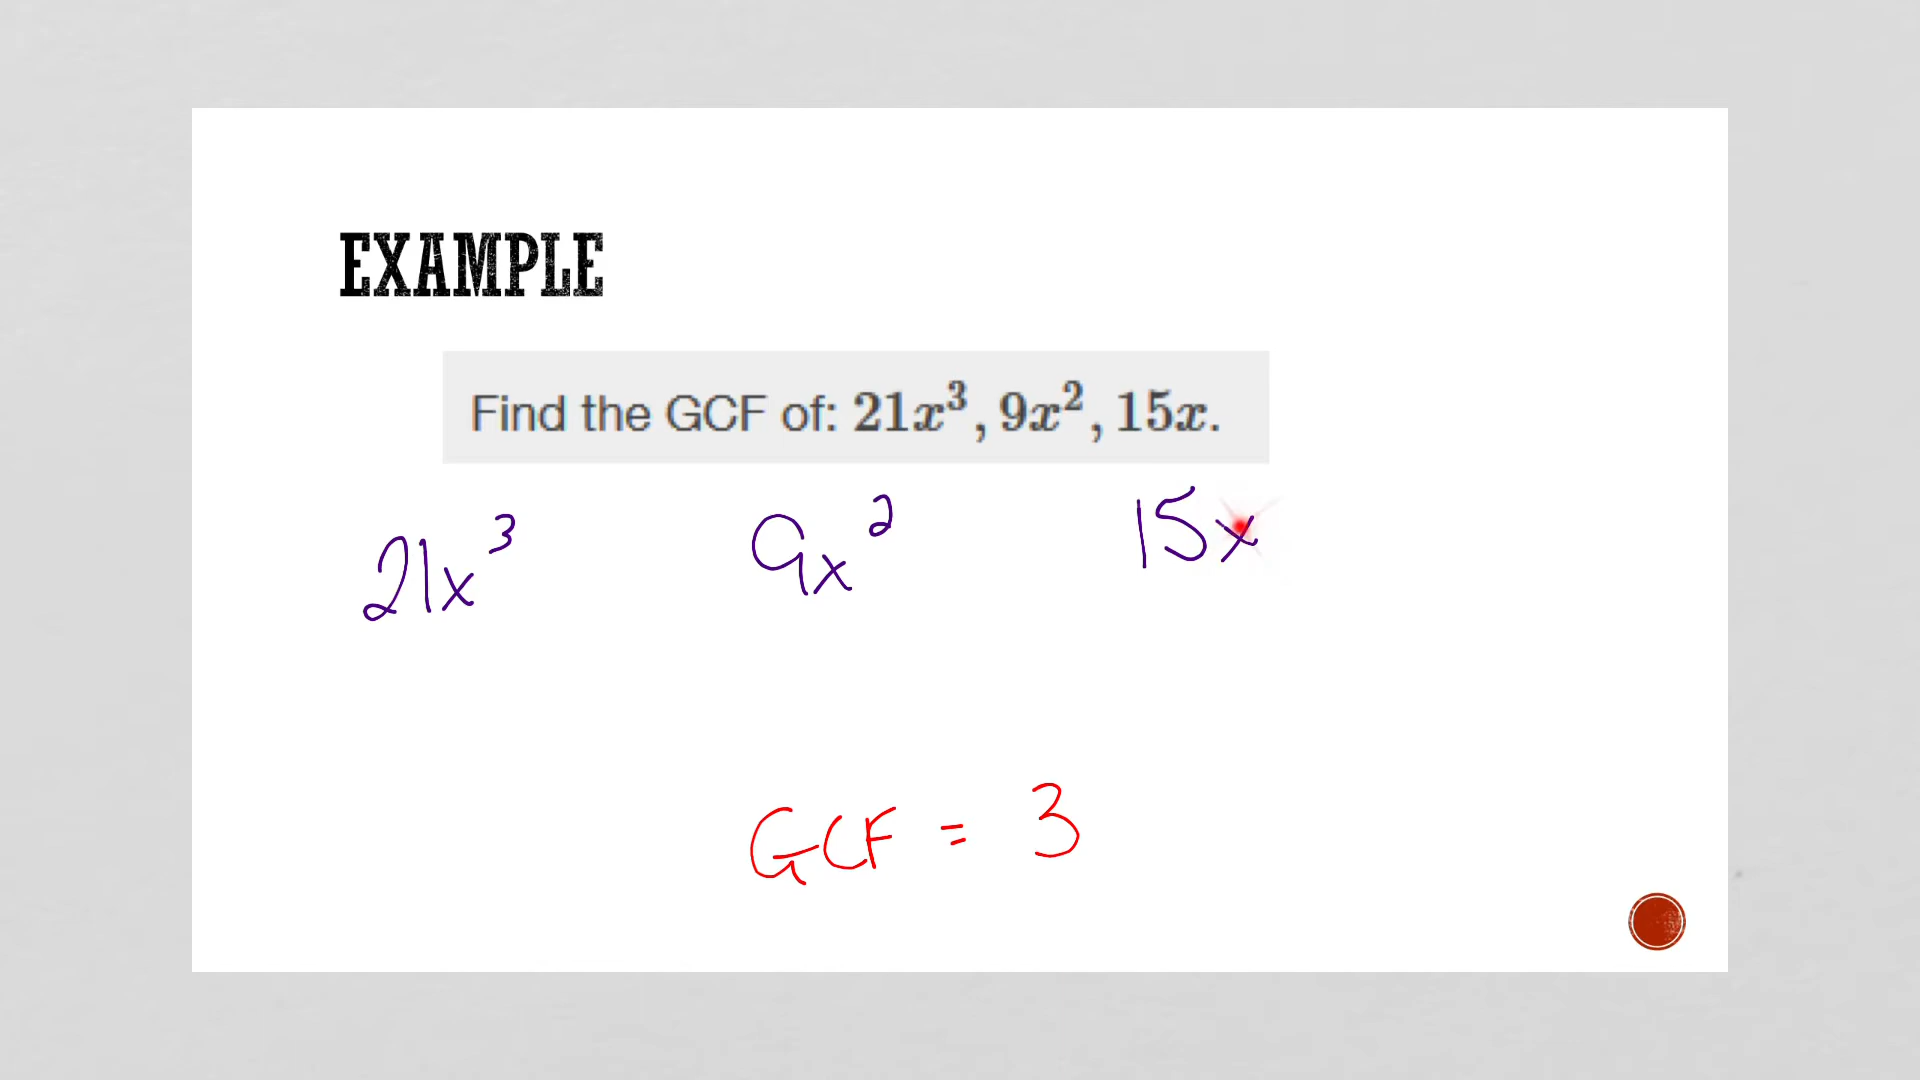 EXAMPLE
Find the GCF of: 21x³, 9x², 15x.
21x³ 9x² 15x
GCF = 3